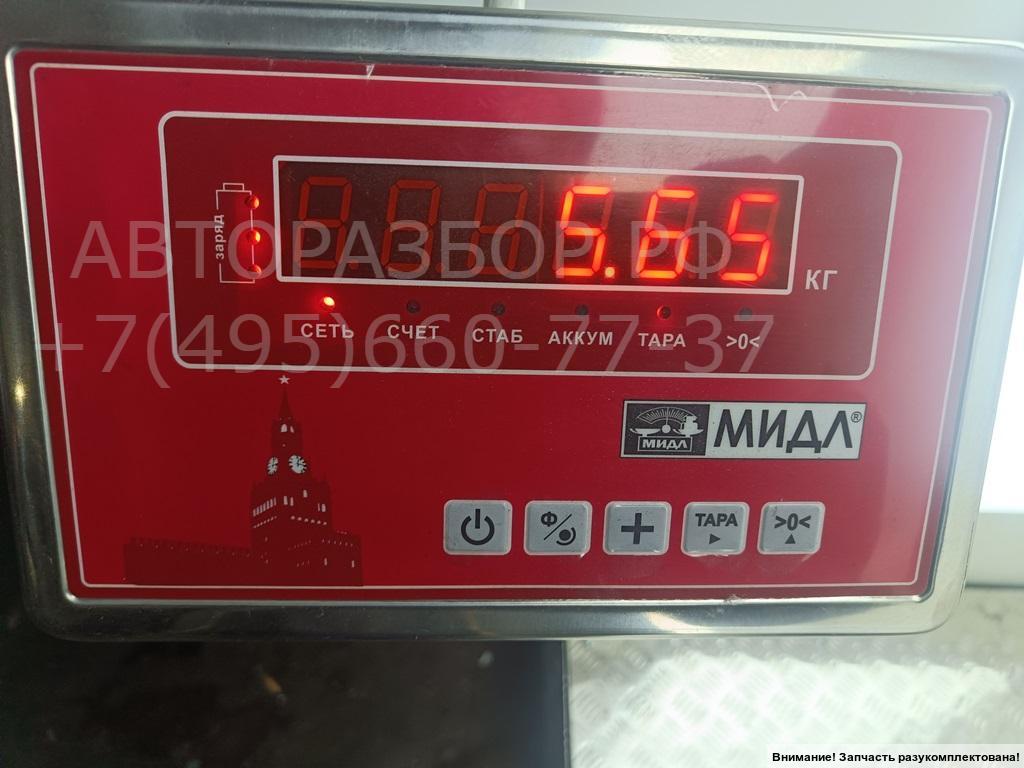 заряд
5.65
КГ
АВТОРАЗБОР.РФ
СЕТЬ СЧЕТ СТАБ АККУМ ТАРА >0<
+7(495)660-77-37
МИДЛ МИДЛ®
Ф ТАРА >0<
Внимание! Запчасть разукомплектована!